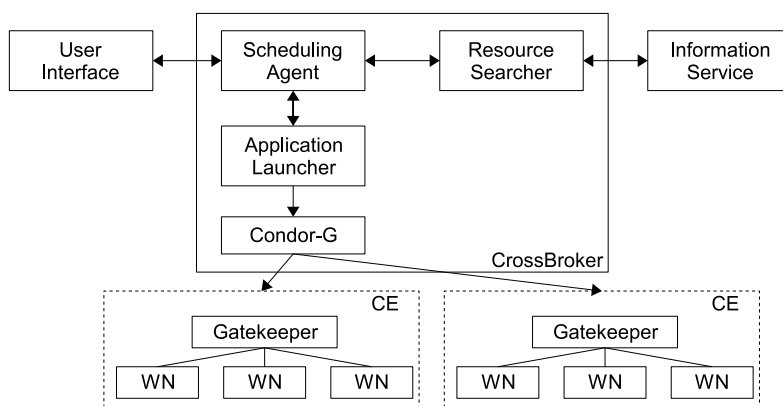 User
Interface
Scheduling
Agent
Resource
Searcher
Information
Service
Application
Launcher
Condor-G
CrossBroker
CE
Gatekeeper
WN
WN
WN
CE
Gatekeeper
WN
WN
WN